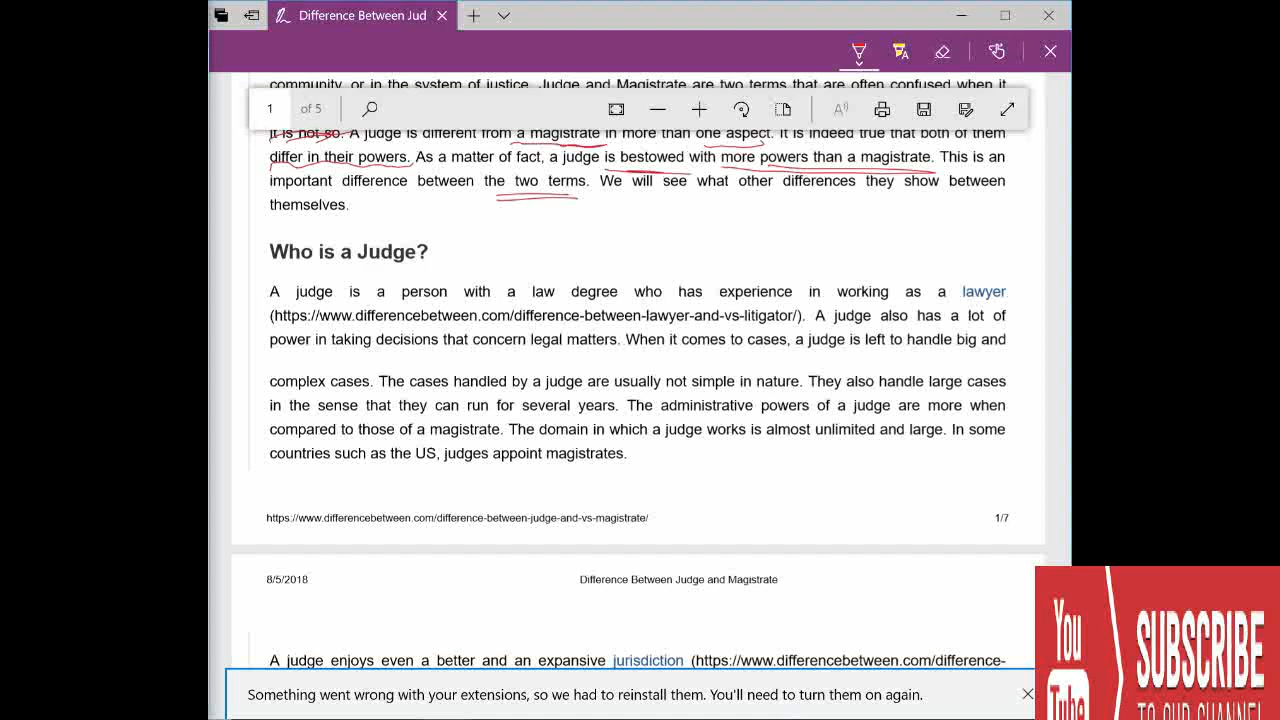 Difference Between Jud
community, or in the system of justice. Judge and Magistrate are two terms that are often confused when it
1 of 5
it is not so. A judge is different from a magistrate in more than one aspect. It is indeed true that both of them
differ in their powers. As a matter of fact, a judge is bestowed with more powers than a magistrate. This is an
important difference between the two terms. We will see what other differences they show between
themselves.
Who is a Judge?
A judge is a person with a law degree who has experience in working as a lawyer
(https://www.differencebetween.com/difference-between-lawyer-and-vs-litigator/). A judge also has a lot of
power in taking decisions that concern legal matters. When it comes to cases, a judge is left to handle big and
complex cases. The cases handled by a judge are usually not simple in nature. They also handle large cases
in the sense that they can run for several years. The administrative powers of a judge are more when
compared to those of a magistrate. The domain in which a judge works is almost unlimited and large. In some
countries such as the US, judges appoint magistrates.
https://www.differencebetween.com/difference-between-judge-and-vs-magistrate/ 1/7
8/5/2018 Difference Between Judge and Magistrate
A judge enjoys even a better and an expansive jurisdiction (https://www.differencebetween.com/difference-
Something went wrong with your extensions, so we had to reinstall them. You'll need to turn them on again.
You
Tube
SUBSCRIBE
TO OUR CHANNEL